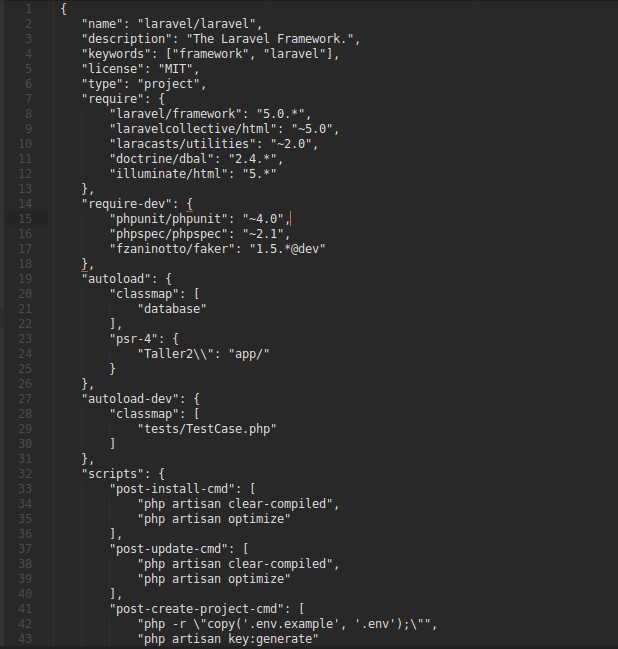 1 {
2 "name": "laravel/laravel",
3 "description": "The Laravel Framework.",
4 "keywords": ["framework", "laravel"],
5 "license": "MIT",
6 "type": "project",
7 "require": {
8 "laravel/framework": "5.0.*",
9 "laravelcollective/html": "~5.0",
10 "laracasts/utilities": "~2.0",
11 "doctrine/dbal": "2.4.*",
12 "illuminate/html": "5.*"
13 },
14 "require-dev": {
15 "phpunit/phpunit": "~4.0",
16 "phpspec/phpspec": "~2.1",
17 "fzaninotto/faker": "1.5.*@dev"
18 },
19 "autoload": {
20 "classmap": [
21 "database"
22 ],
23 "psr-4": {
24 "Taller2\\": "app/"
25 }
26 },
27 "autoload-dev": {
28 "classmap": [
29 "tests/TestCase.php"
30 ]
31 },
32 "scripts": {
33 "post-install-cmd": [
34 "php artisan clear-compiled",
35 "php artisan optimize"
36 ],
37 "post-update-cmd": [
38 "php artisan clear-compiled",
39 "php artisan optimize"
40 ],
41 "post-create-project-cmd": [
42 "php -r \"copy('.env.example', '.env');\"",
43 "php artisan key:generate"